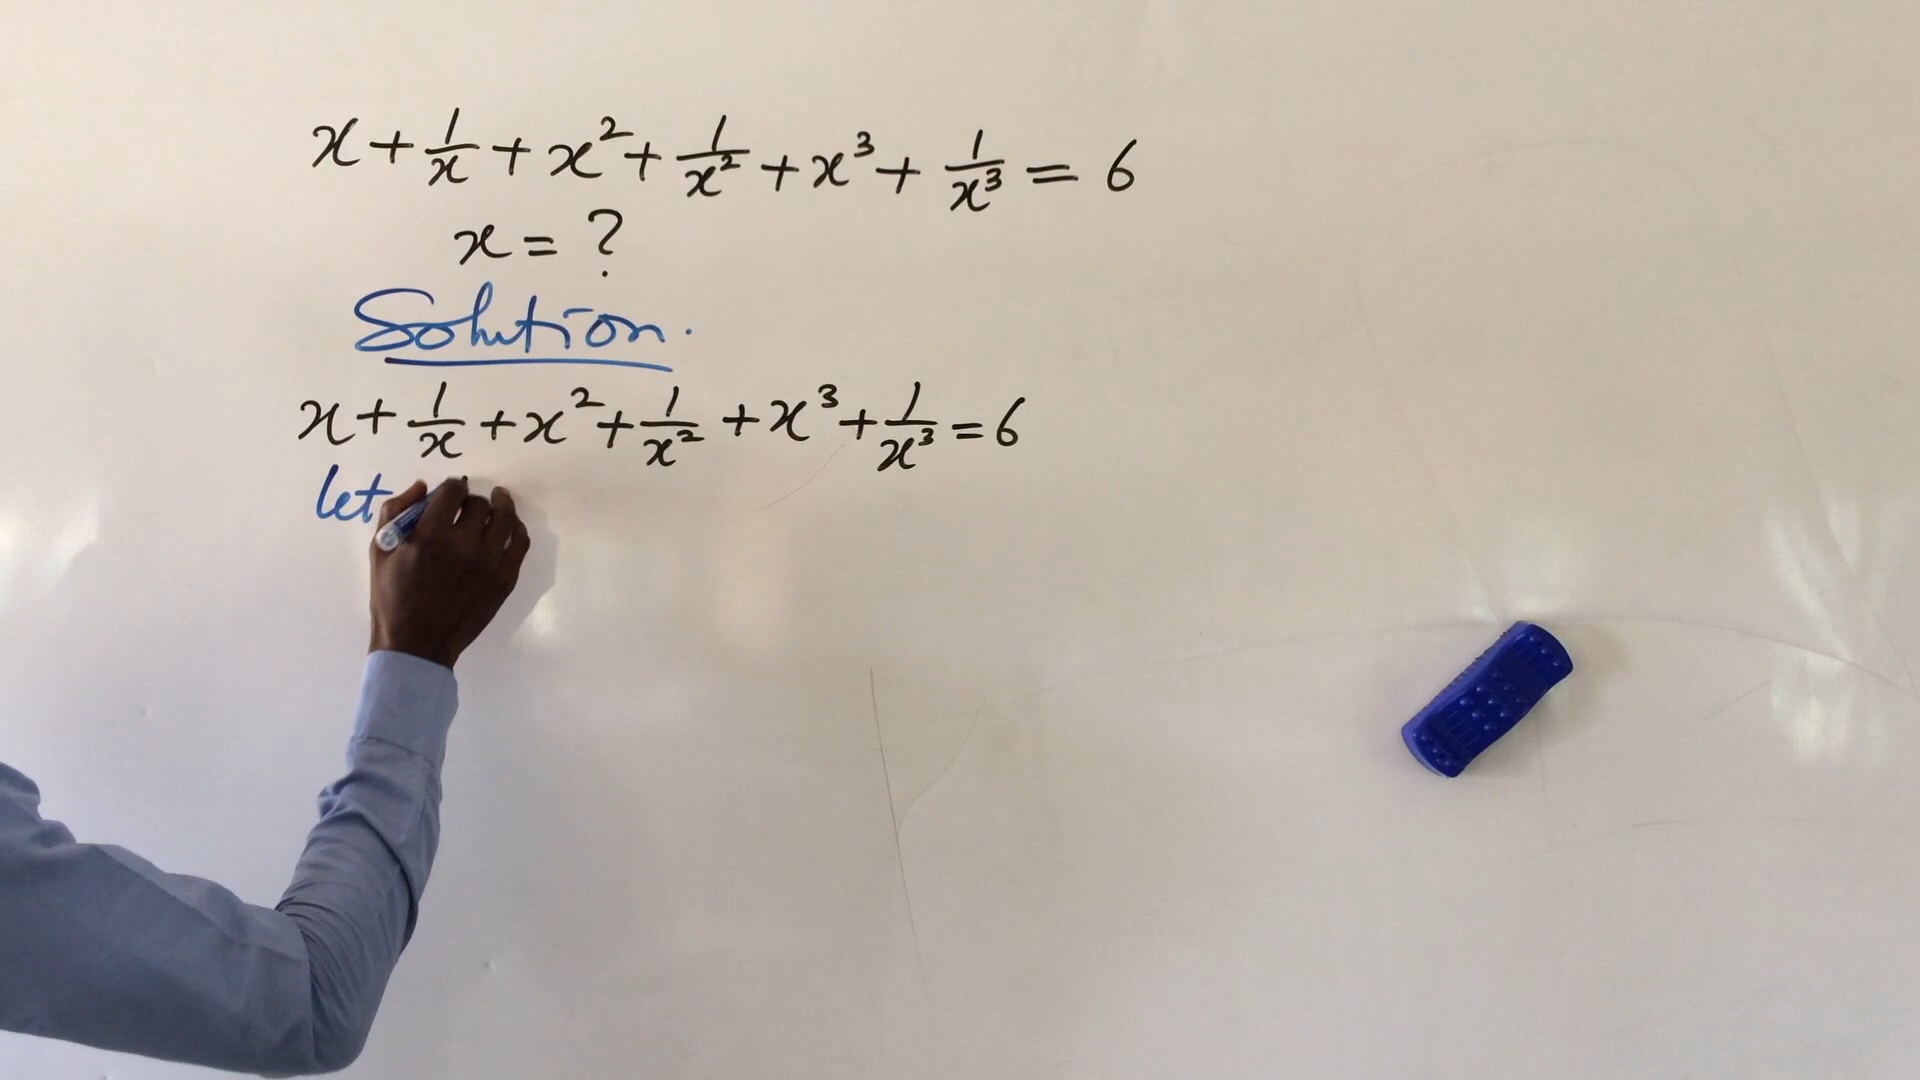 x + 1/x + x² + 1/x² + x³ + 1/x³ = 6
x = ?
Solution.
x + 1/x + x² + 1/x² + x³ + 1/x³ = 6
let